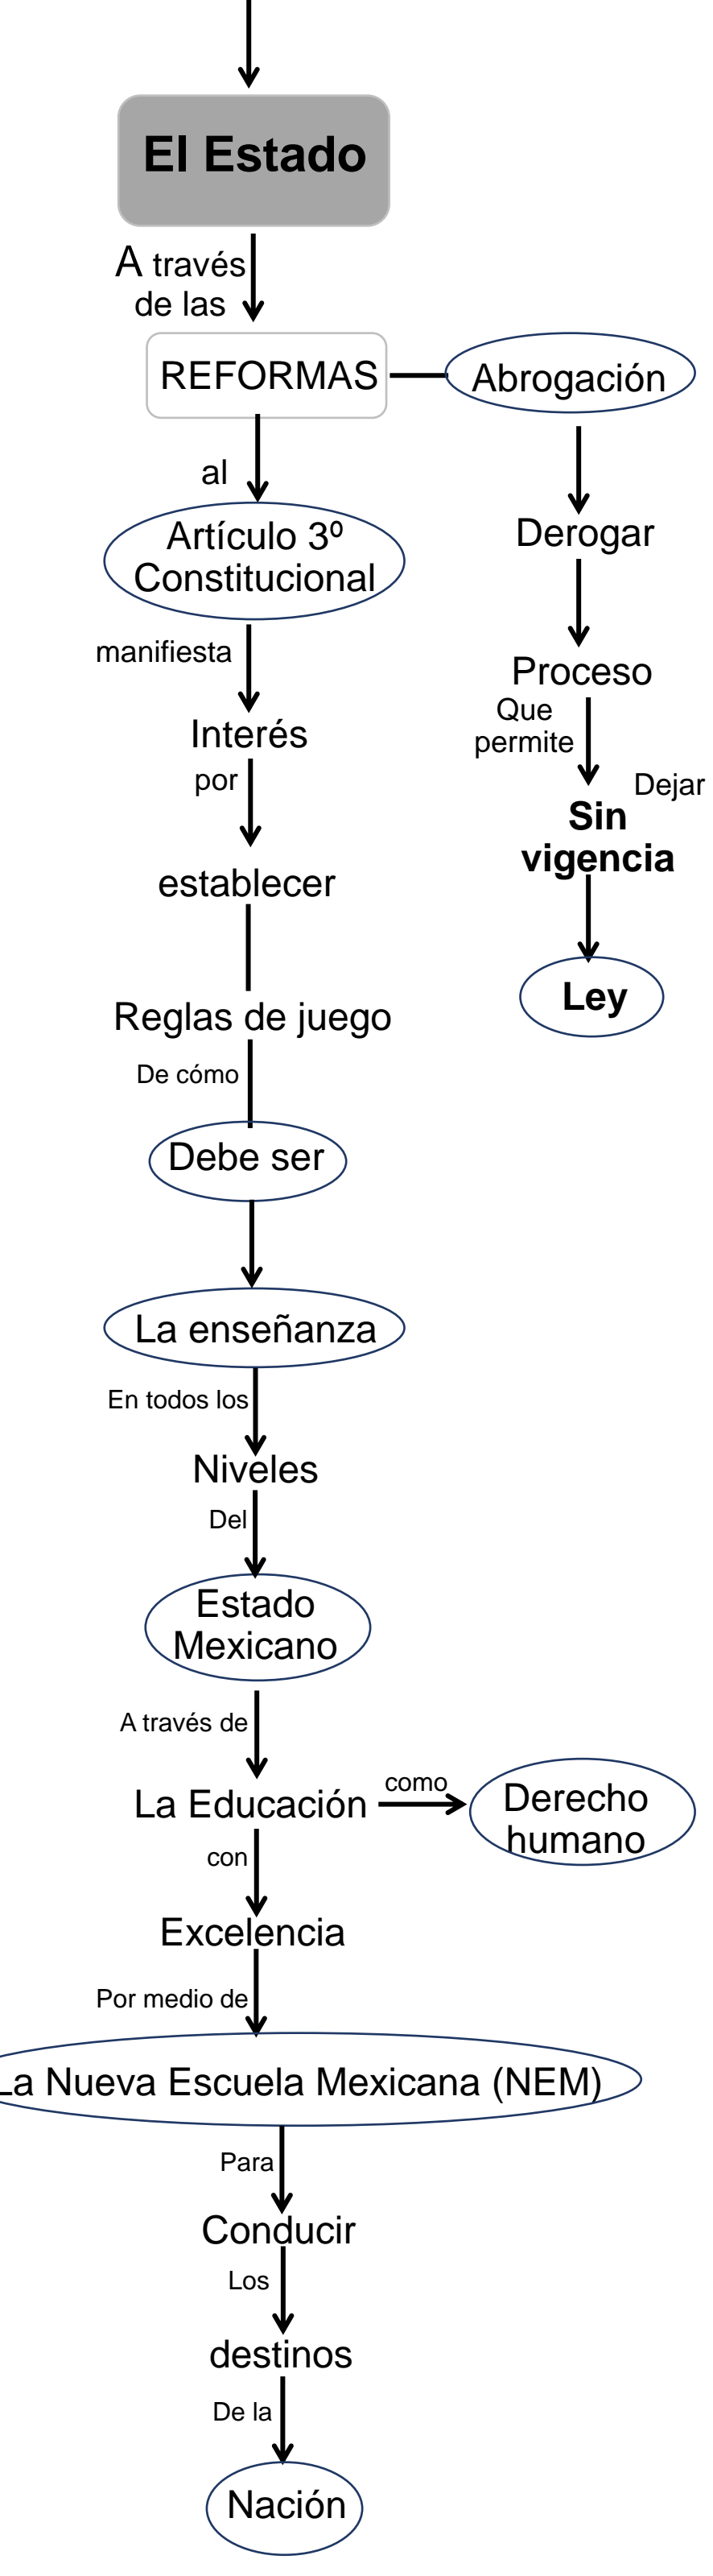 El Estado
A través
de las
REFORMAS
Abrogación
al
Artículo 3º
Constitucional
Derogar
manifiesta
Proceso
Que
permite
Interés
por
Dejar
Sin
vigencia
establecer
Ley
Reglas de juego
De cómo
Debe ser
La enseñanza
En todos los
Niveles
Del
Estado
Mexicano
A través de
La Educación
como
Derecho
humano
con
Excelencia
Por medio de
La Nueva Escuela Mexicana (NEM)
Para
Conducir
Los
destinos
De la
Nación